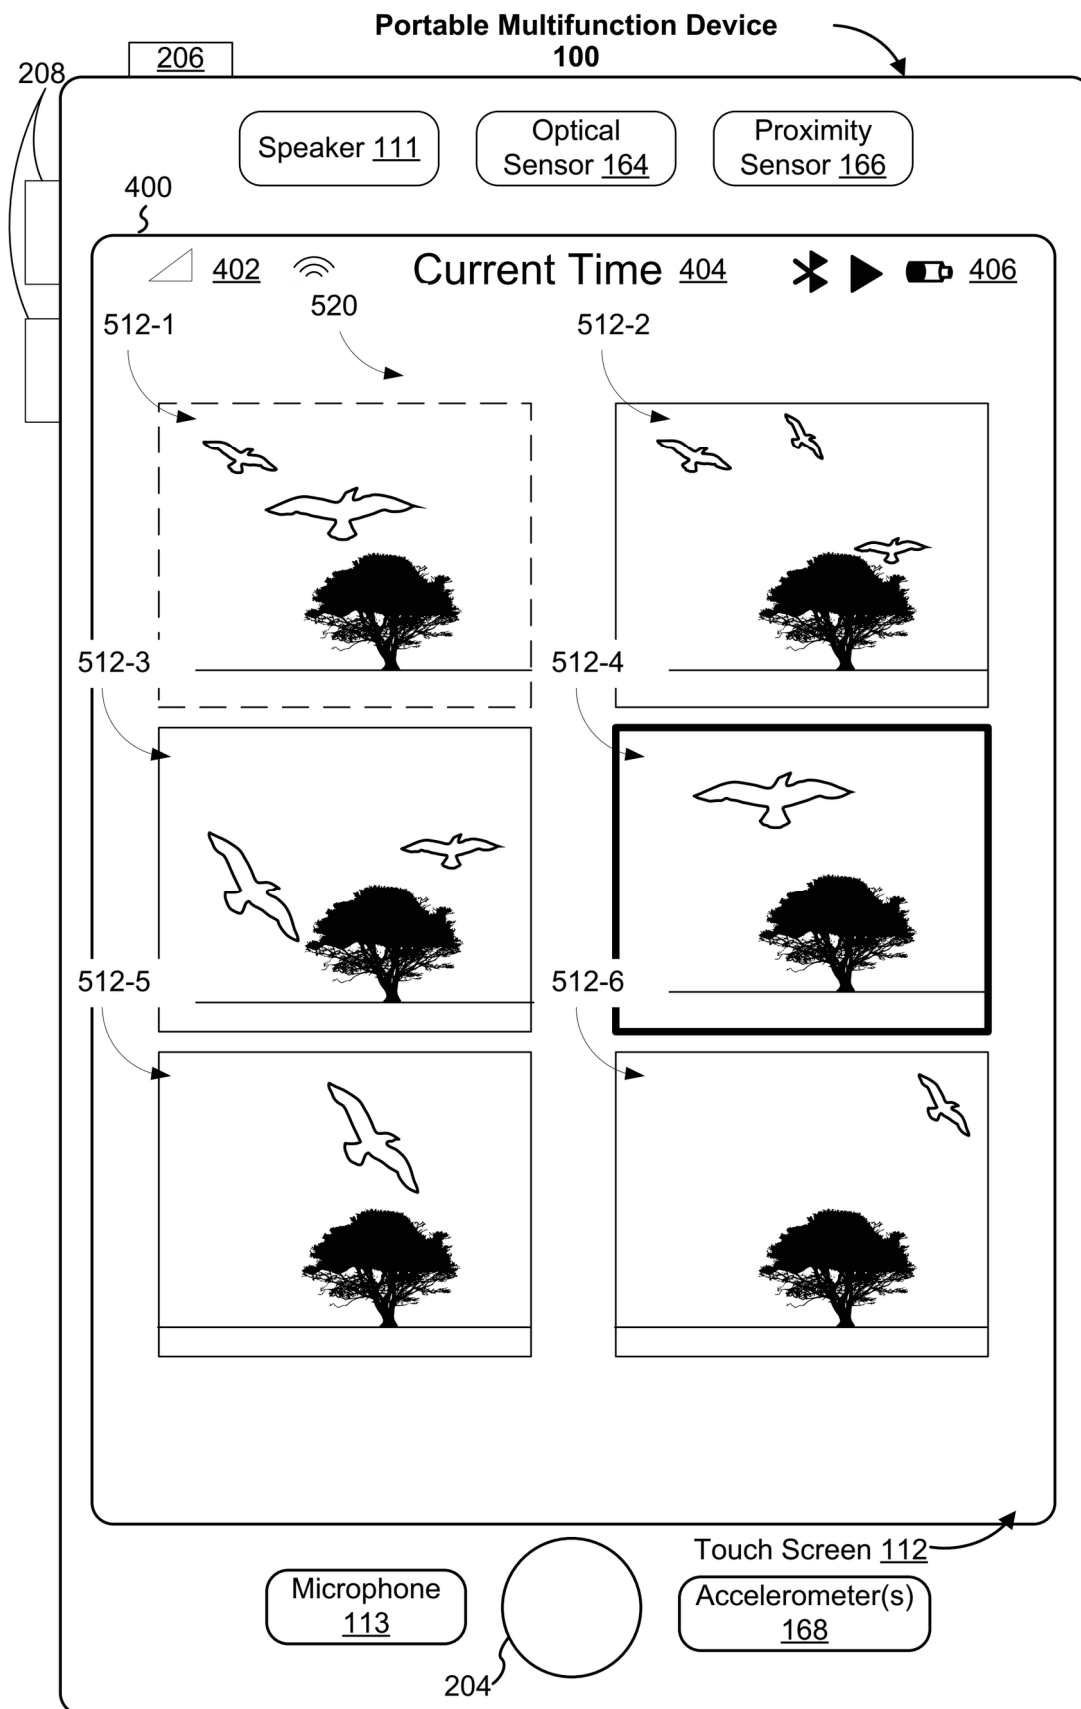 Portable Multifunction Device
100
206
208
Speaker 111
Optical
Sensor 164
Proximity
Sensor 166
400
402
Current Time 404
406
520
512-1
512-2
512-3
512-4
512-5
512-6
Touch Screen 112
Microphone
113
Accelerometer(s)
168
204